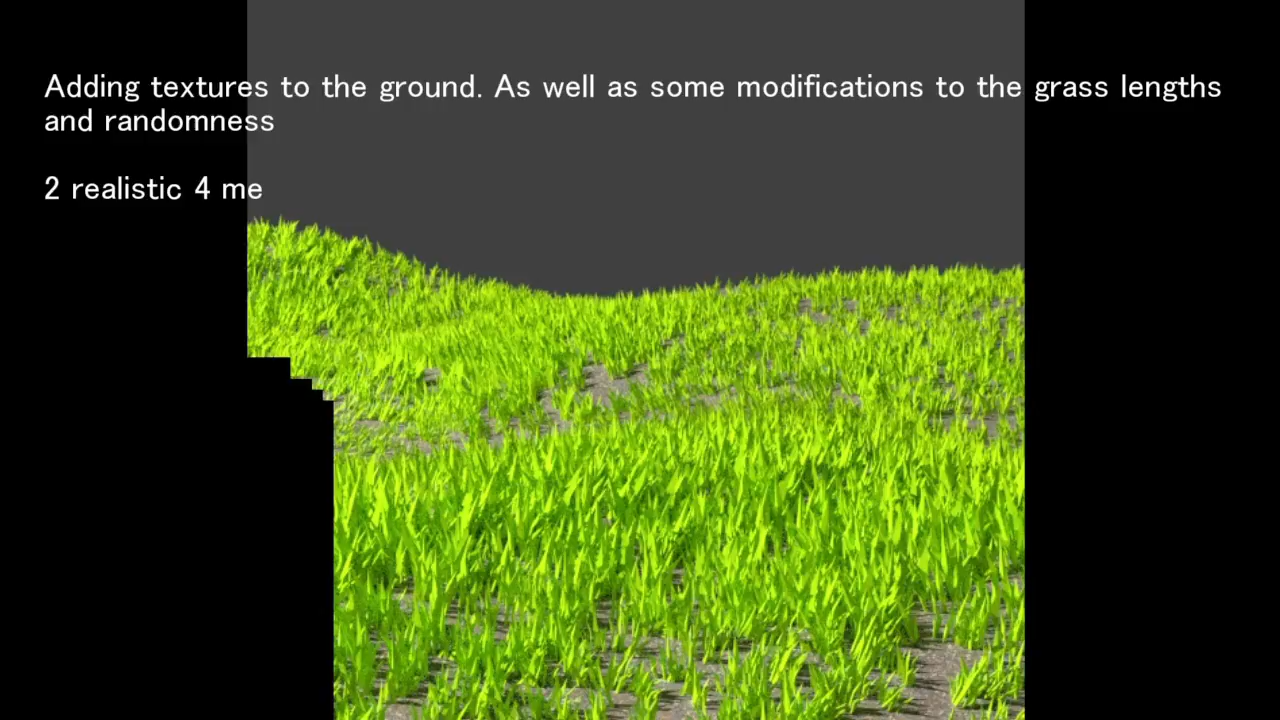 Adding textures to the ground. As well as some modifications to the grass lengths
and randomness
2 realistic 4 me